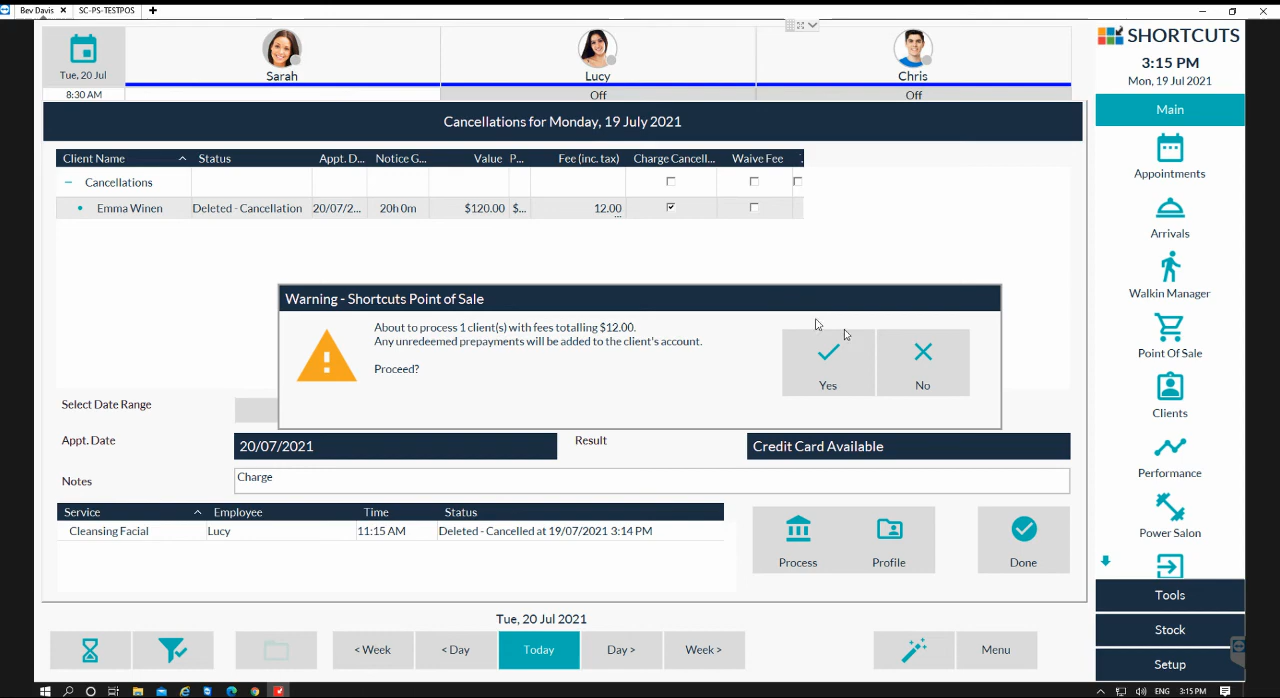 Bev Davis
SC-PS-TESTPOS
SHORTCUTS
3:15 PM
Mon, 19 Jul 2021
Tue, 20 Jul
Sarah
Lucy
Chris
8:30 AM
Off
Off
Cancellations for Monday, 19 July 2021
Client Name Status Appt. D... Notice G... Value P... Fee (inc. tax) Charge Cancell... Waive Fee
Cancellations
Emma Winen Deleted - Cancellation 20/07/2... 20h 0m $120.00 $... 12.00
Warning - Shortcuts Point of Sale
About to process 1 client(s) with fees totalling $12.00.
Any unredeemed prepayments will be added to the client's account.
Proceed?
Yes
No
Select Date Range
Appt. Date
20/07/2021
Result
Credit Card Available
Notes
Charge
Service Employee Time Status
Cleansing Facial Lucy 11:15 AM Deleted - Cancelled at 19/07/2021 3:14 PM
Process
Profile
Done
Tue, 20 Jul 2021
< Week
< Day
Today
Day >
Week >
Menu
Main
Appointments
Arrivals
Walkin Manager
Point Of Sale
Clients
Performance
Power Salon
Tools
Stock
Setup
ENG
3:15 PM